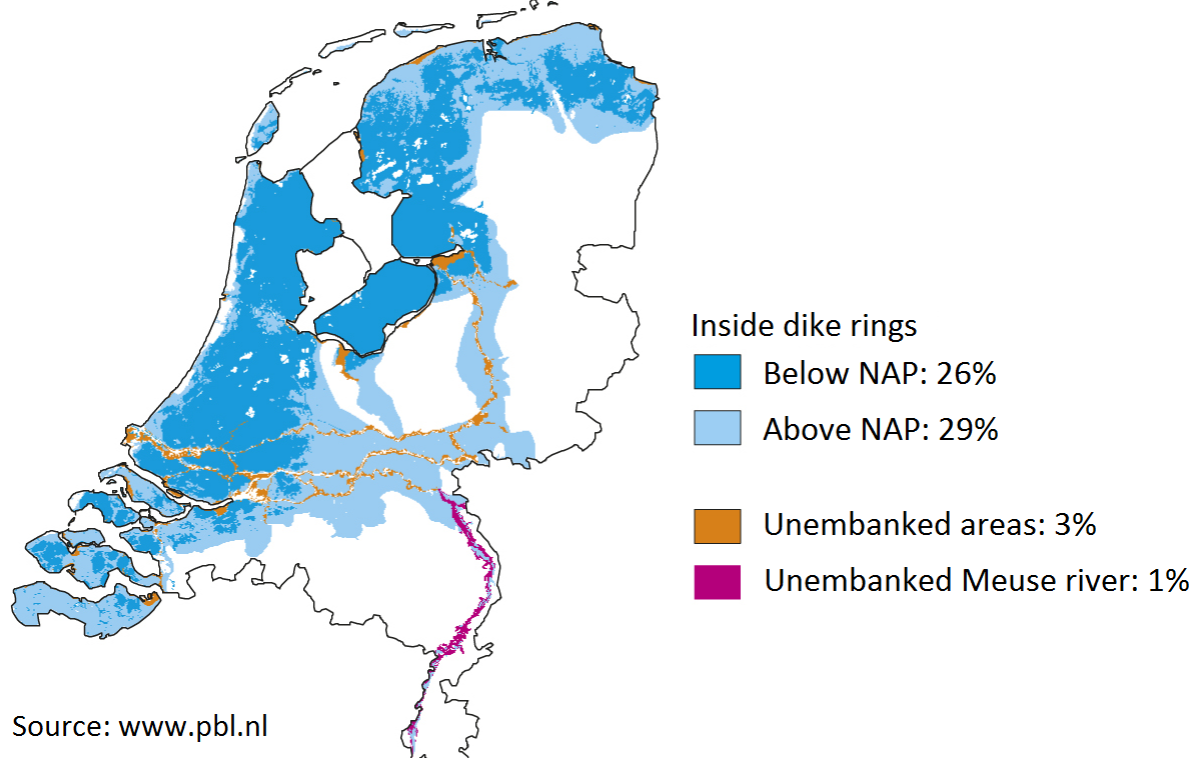 Inside dike rings
Below NAP: 26%
Above NAP: 29%
Unembanked areas: 3%
Unembanked Meuse river: 1%
Source: www.pbl.nl